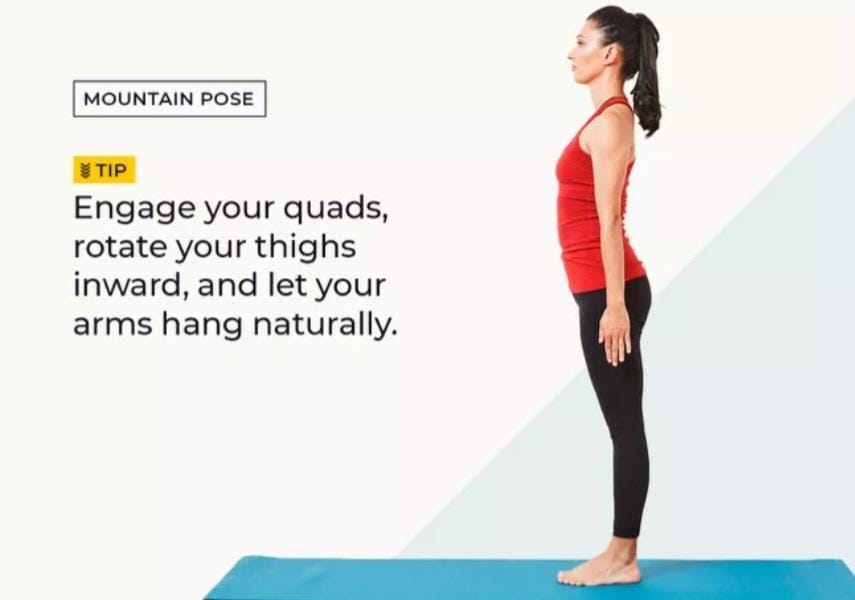 MOUNTAIN POSE
TIP
Engage your quads,
rotate your thighs
inward, and let your
arms hang naturally.